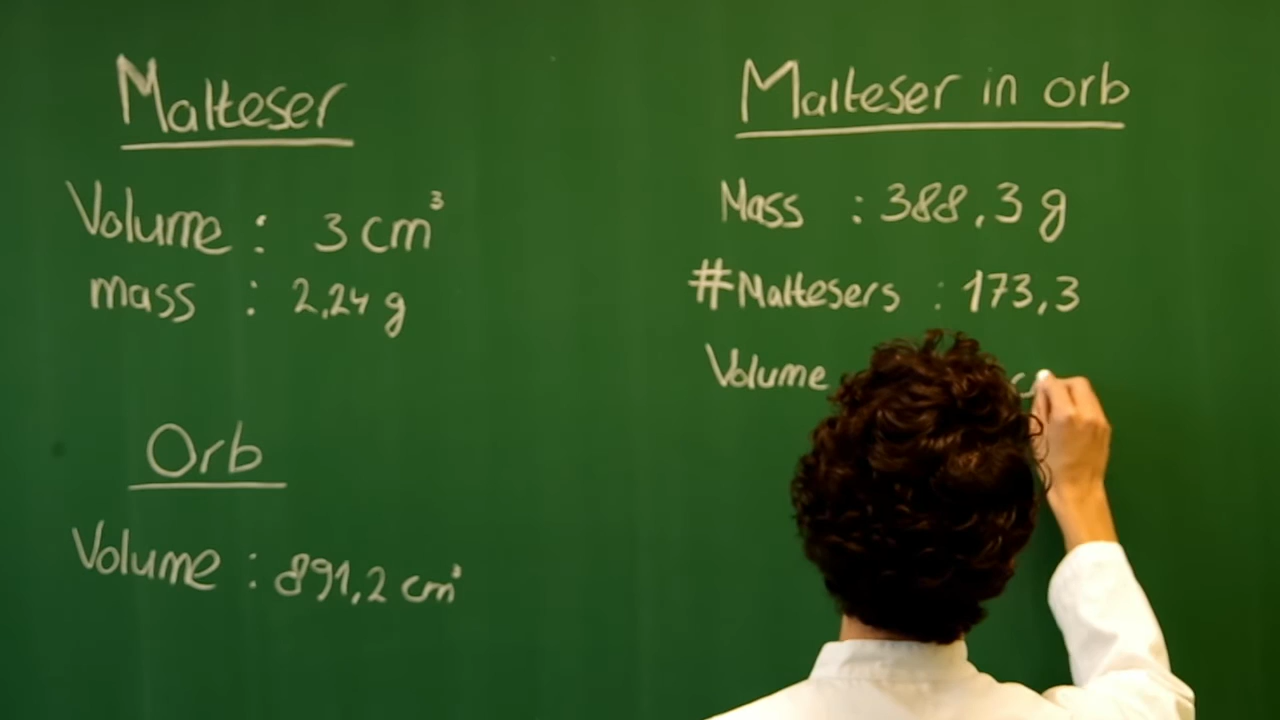 Malteser
Volume : 3 cm³
mass : 2,24 g
Orb
Volume : 891,2 cm³
Malteser in orb
Mass : 388,3 g
#Maltesers : 173,3
Volume